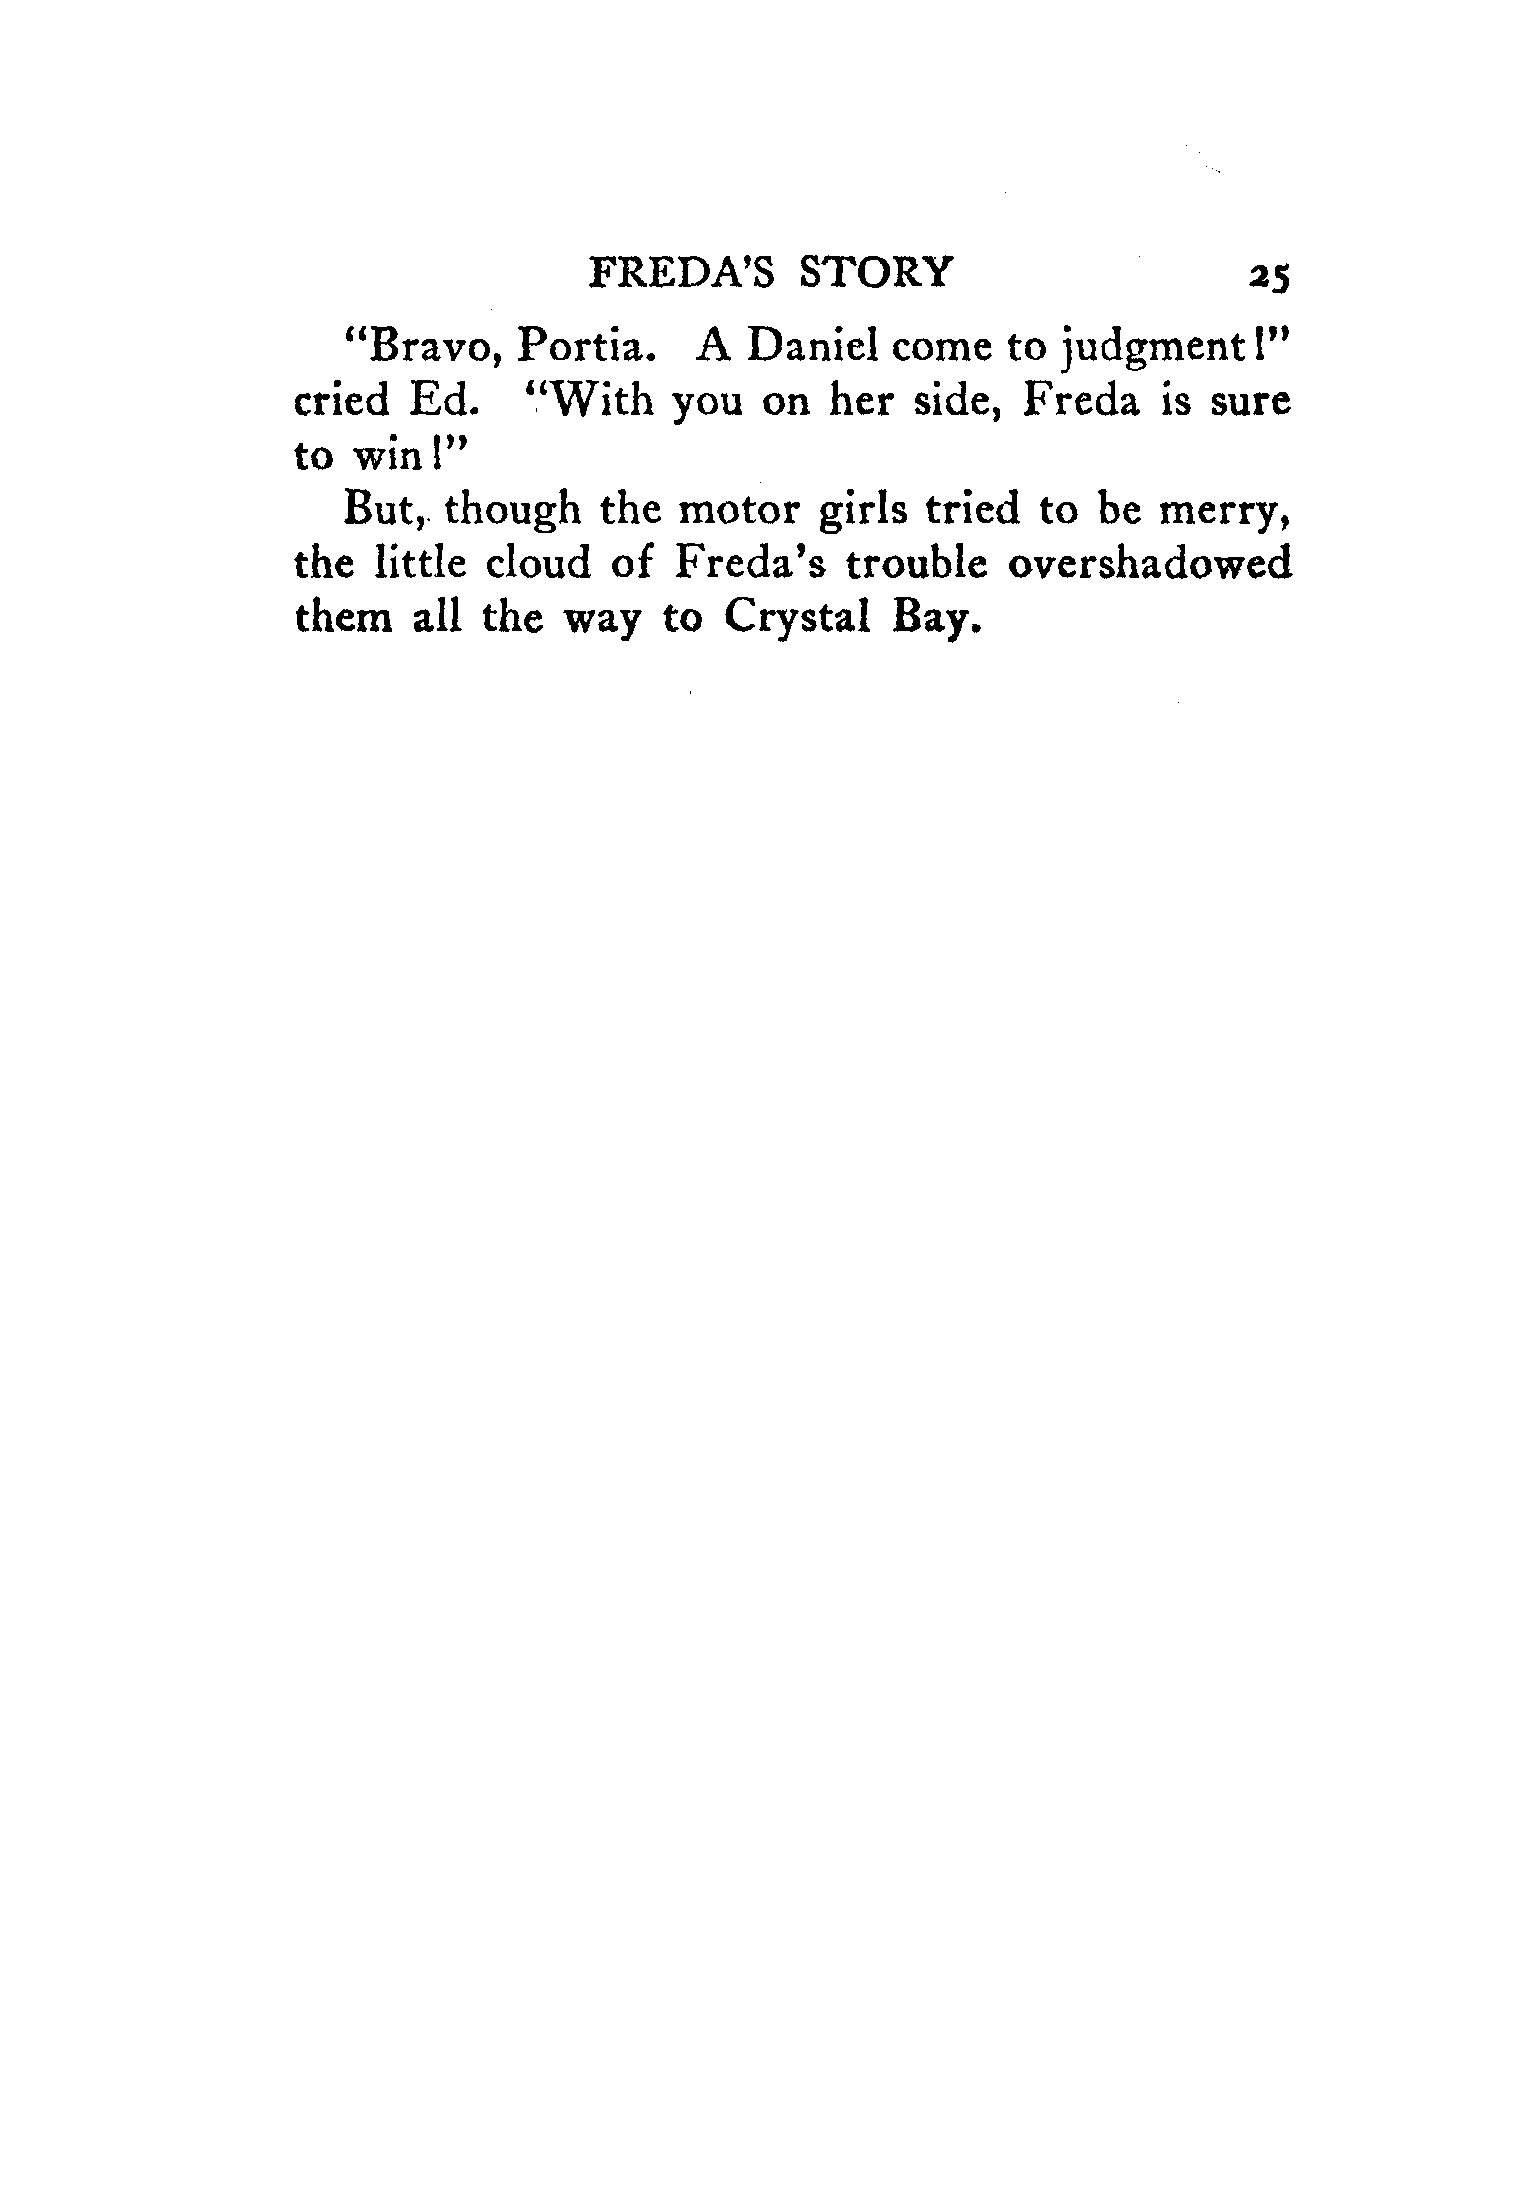 FREDA'S STORY 25
“Bravo, Portia. A Daniel come to judgment!”
cried Ed. “With you on her side, Freda is sure
to win!”
But, though the motor girls tried to be merry,
the little cloud of Freda's trouble overshadowed
them all the way to Crystal Bay.